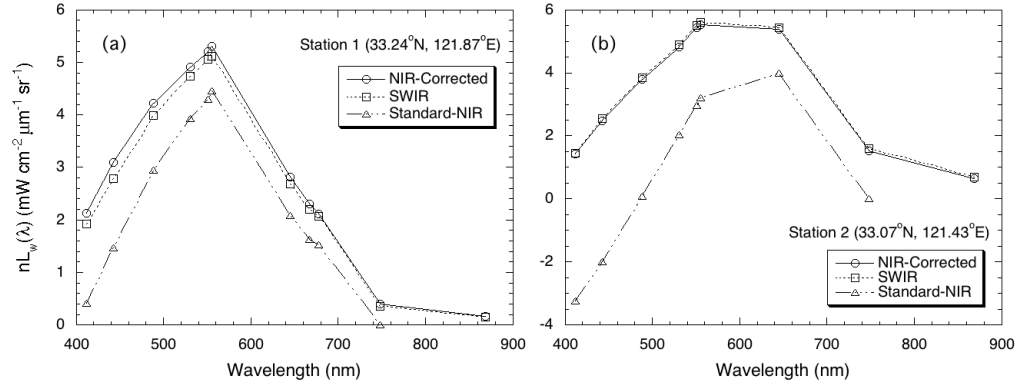 (a)
Station 1 (33.24°N, 121.87°E)
NIR-Corrected
SWIR
Standard-NIR
nLw(λ) (mW cm-2 μm-1 sr-1)
6
5
4
3
2
1
0
400 500 600 700 800 900
Wavelength (nm)
(b)
6
4
2
0
-2
-4
Station 2 (33.07°N, 121.43°E)
NIR-Corrected
SWIR
Standard-NIR
400 500 600 700 800 900
Wavelength (nm)